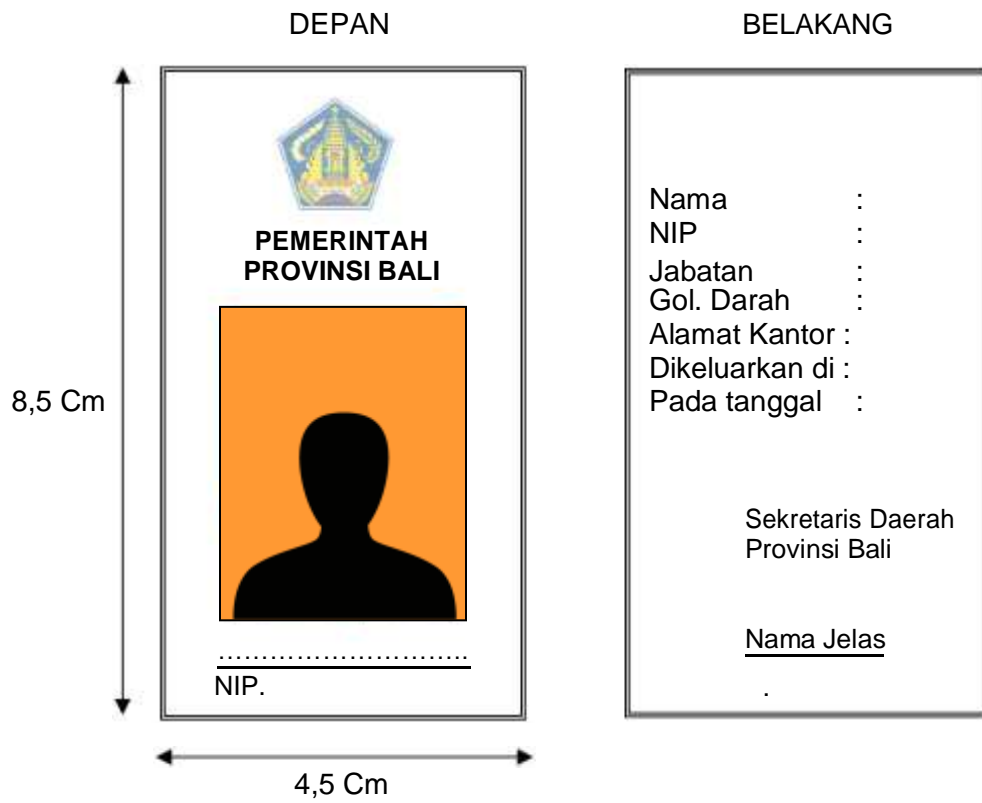 DEPAN
PEMERINTAH
PROVINSI BALI
8,5 Cm
……………………….
NIP.
4,5 Cm
BELAKANG
Nama :
NIP :
Jabatan :
Gol. Darah :
Alamat Kantor :
Dikeluarkan di :
Pada tanggal :
Sekretaris Daerah
Provinsi Bali
Nama Jelas
.